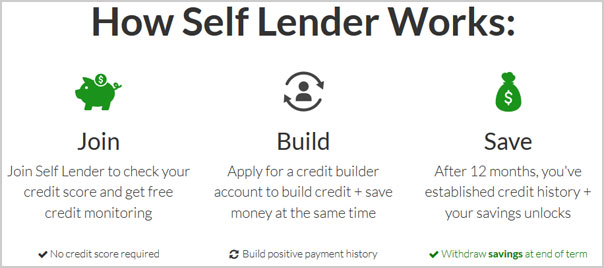 How Self Lender Works:
$
$
Join
Build
Save
Join Self Lender to check your
credit score and get free
credit monitoring
Apply for a credit builder
account to build credit + save
money at the same time
After 12 months, you've
established credit history +
your savings unlocks
No credit score required
Build positive payment history
Withdraw savings at end of term